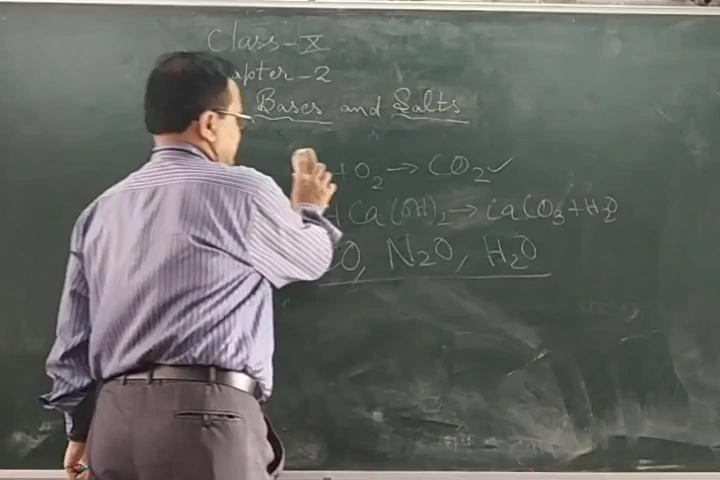 Class-X
apter-2
Bases and Salts
+ O2 → CO2 ✓
Ca(OH)2 → CaCO3 + H2O
O, N2O, H2O